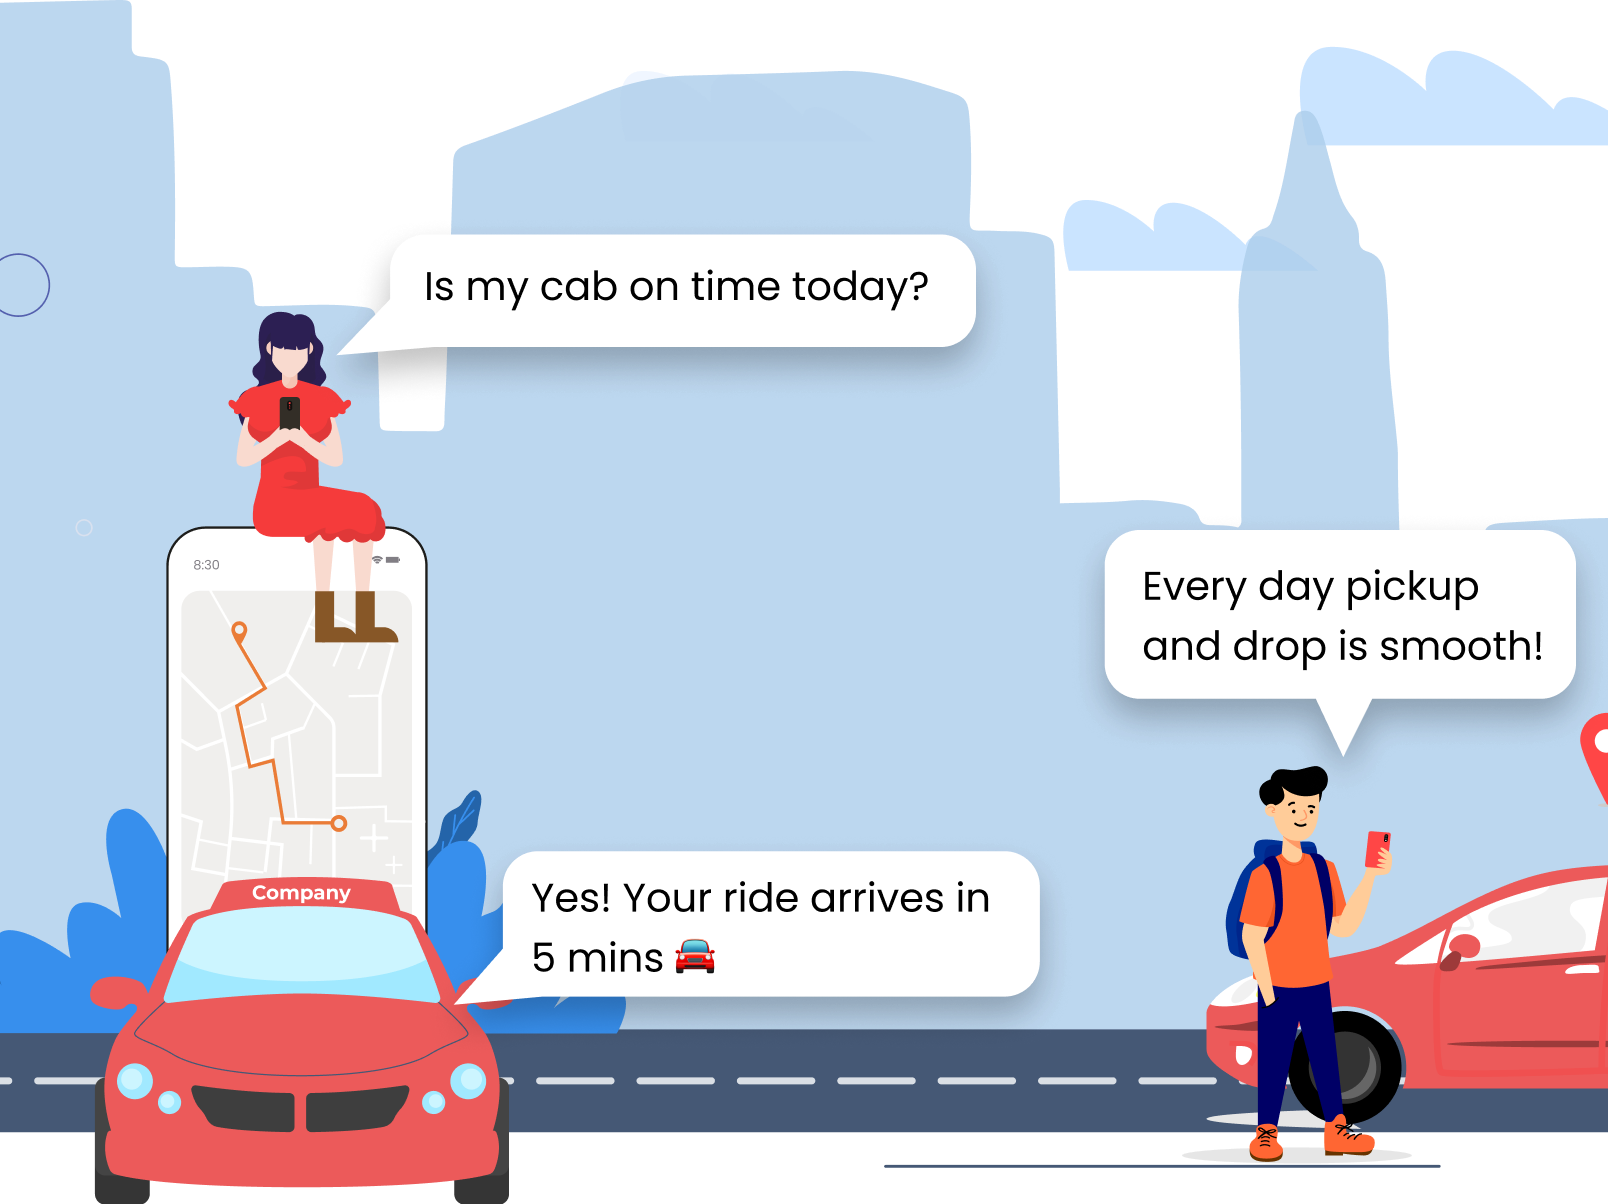 Is my cab on time today?
8:30
Every day pickup
and drop is smooth!
Company
Yes! Your ride arrives in
5 mins 🚘